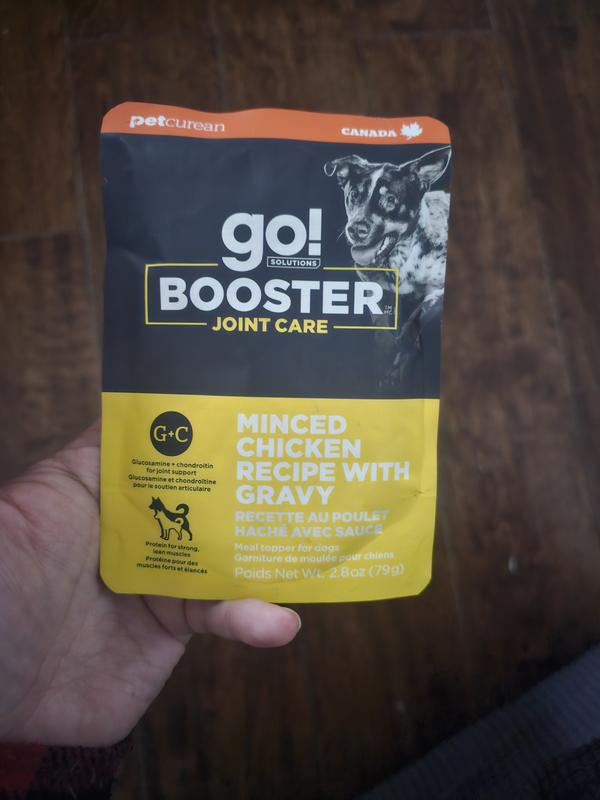 petcurean
CANADA
go!
SOLUTIONS
BOOSTER TM MC
JOINT CARE
G+C
Glucosamine + chondroitin
for joint support
Glucosamine et chondroïtine
pour le soutien articulaire
Protein for strong,
lean muscles
Protéine pour des
muscles forts et élancés
MINCED
CHICKEN
RECIPE WITH
GRAVY
RECETTE AU POULET
HACHÉ AVEC SAUCE
Meal topper for dogs
Garniture de moulée pour chiens
Poids Net Wt. 2.8oz (79g)